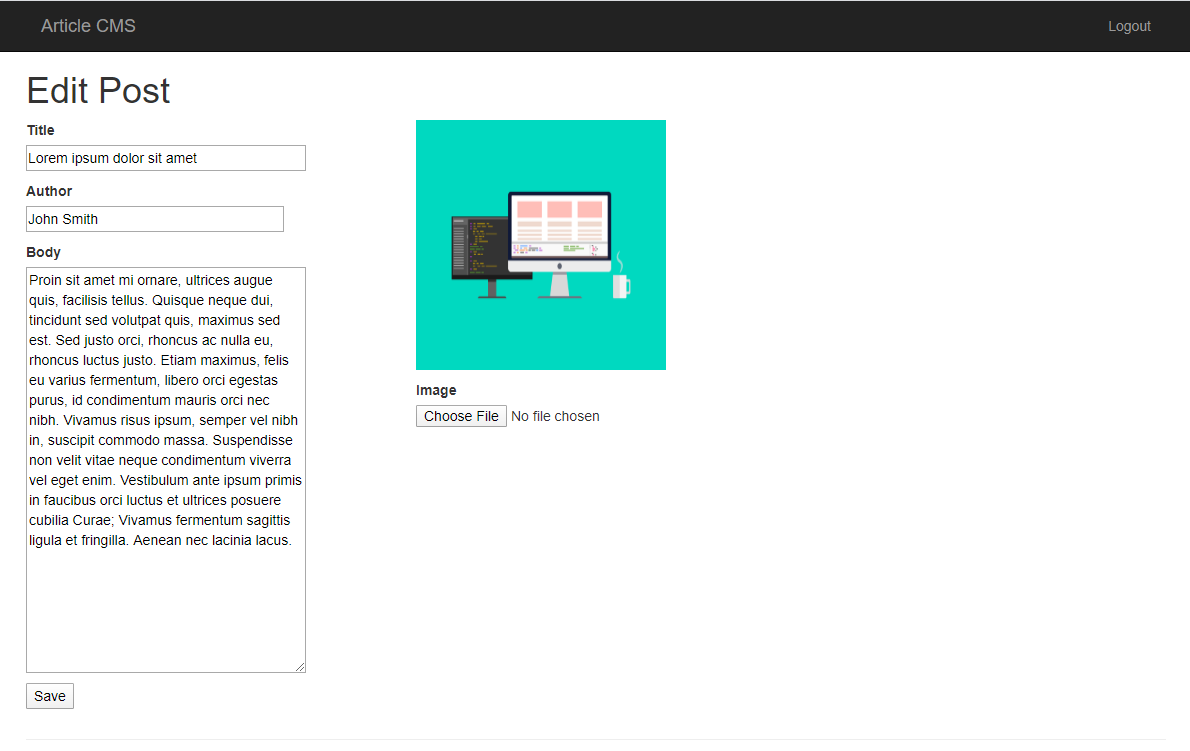 Article CMS
Logout
Edit Post
Title
Lorem ipsum dolor sit amet
Author
John Smith
Body
Proin sit amet mi ornare, ultrices augue
quis, facilisis tellus. Quisque neque dui,
tincidunt sed volutpat quis, maximus sed
est. Sed justo orci, rhoncus ac nulla eu,
rhoncus luctus justo. Etiam maximus, felis
eu varius fermentum, libero orci egestas
purus, id condimentum mauris orci nec
nibh. Vivamus risus ipsum, semper vel nibh
in, suscipit commodo massa. Suspendisse
non velit vitae neque condimentum viverra
vel eget enim. Vestibulum ante ipsum primis
in faucibus orci luctus et ultrices posuere
cubilia Curae; Vivamus fermentum sagittis
ligula et fringilla. Aenean nec lacinia lacus.
Save
Image
Choose File No file chosen